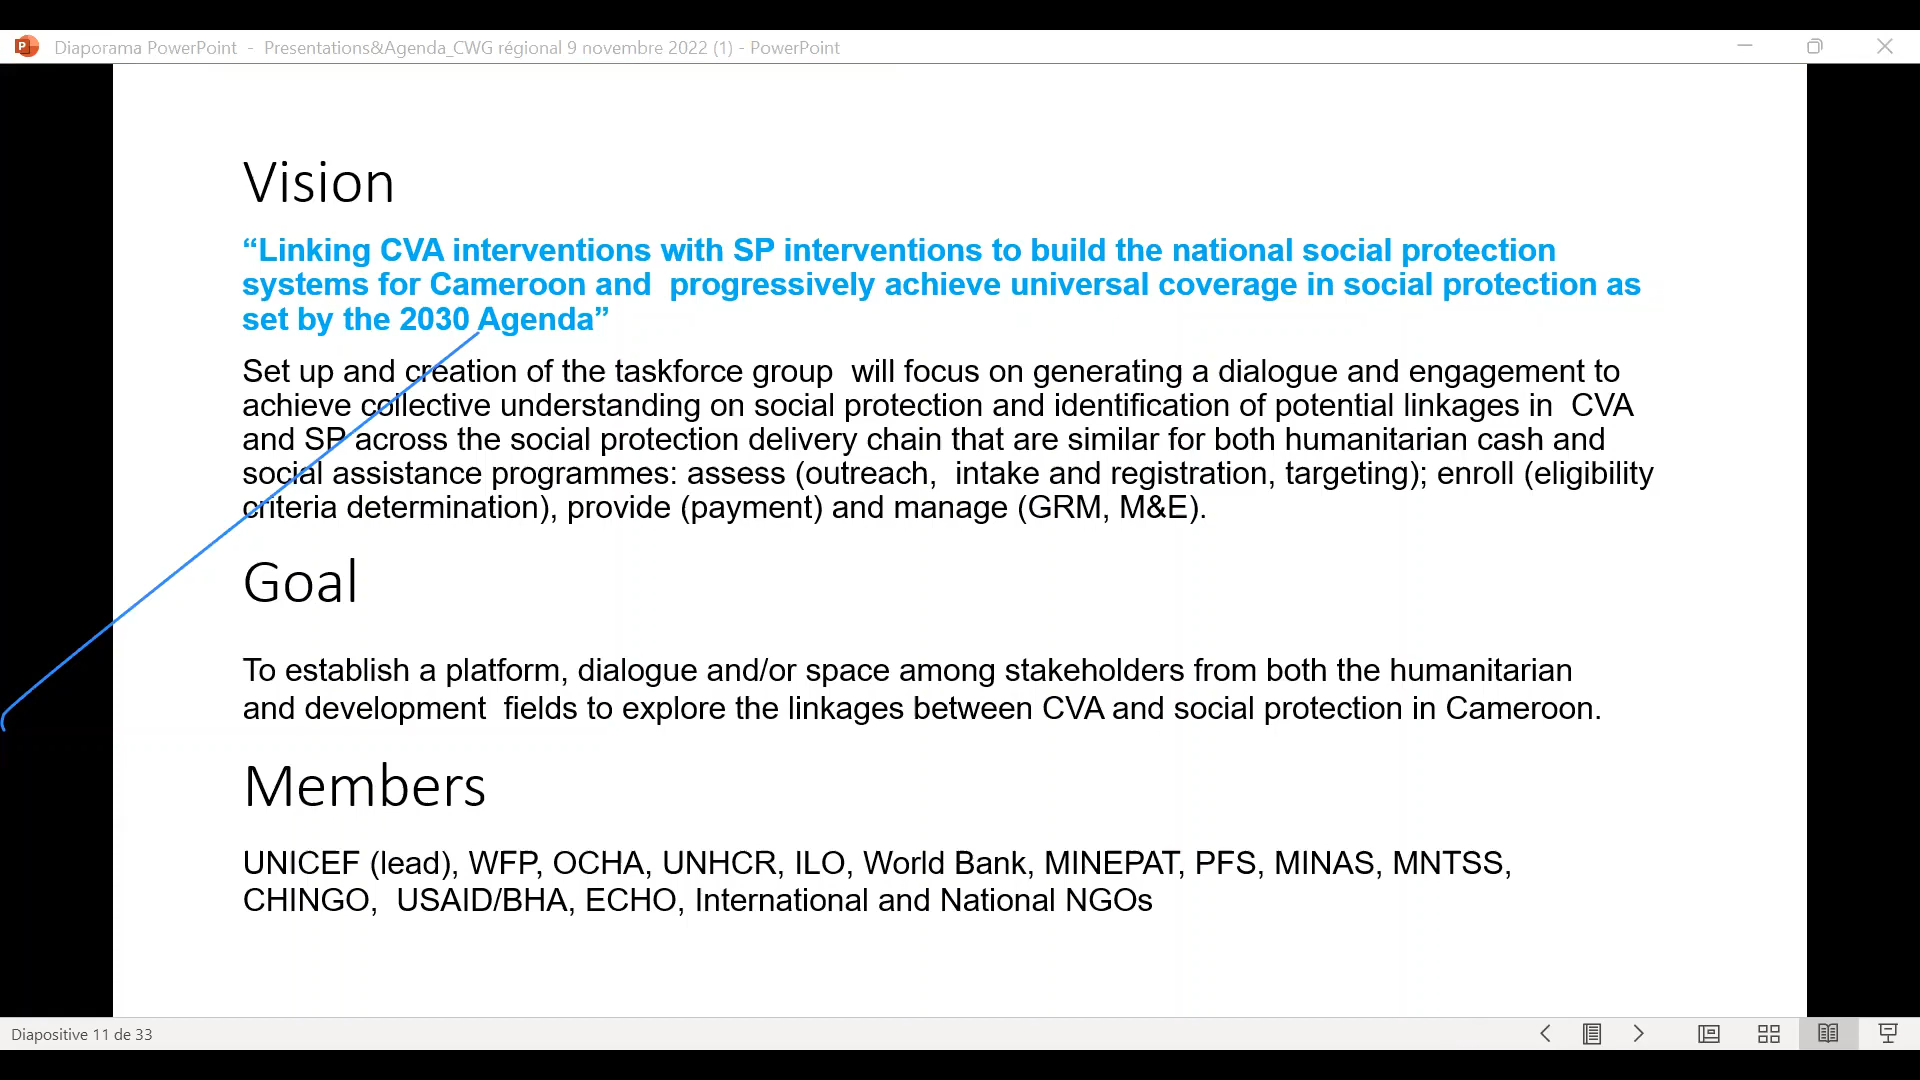 Diaporama PowerPoint - Presentations&Agenda_CWG régional 9 novembre 2022 (1) - PowerPoint
Vision
“Linking CVA interventions with SP interventions to build the national social protection
systems for Cameroon and progressively achieve universal coverage in social protection as
set by the 2030 Agenda”
Set up and creation of the taskforce group will focus on generating a dialogue and engagement to
achieve collective understanding on social protection and identification of potential linkages in CVA
and SP across the social protection delivery chain that are similar for both humanitarian cash and
social assistance programmes: assess (outreach, intake and registration, targeting); enroll (eligibility
criteria determination), provide (payment) and manage (GRM, M&E).
Goal
To establish a platform, dialogue and/or space among stakeholders from both the humanitarian
and development fields to explore the linkages between CVA and social protection in Cameroon.
Members
UNICEF (lead), WFP, OCHA, UNHCR, ILO, World Bank, MINEPAT, PFS, MINAS, MNTSS,
CHINGO, USAID/BHA, ECHO, International and National NGOs
Diapositive 11 de 33